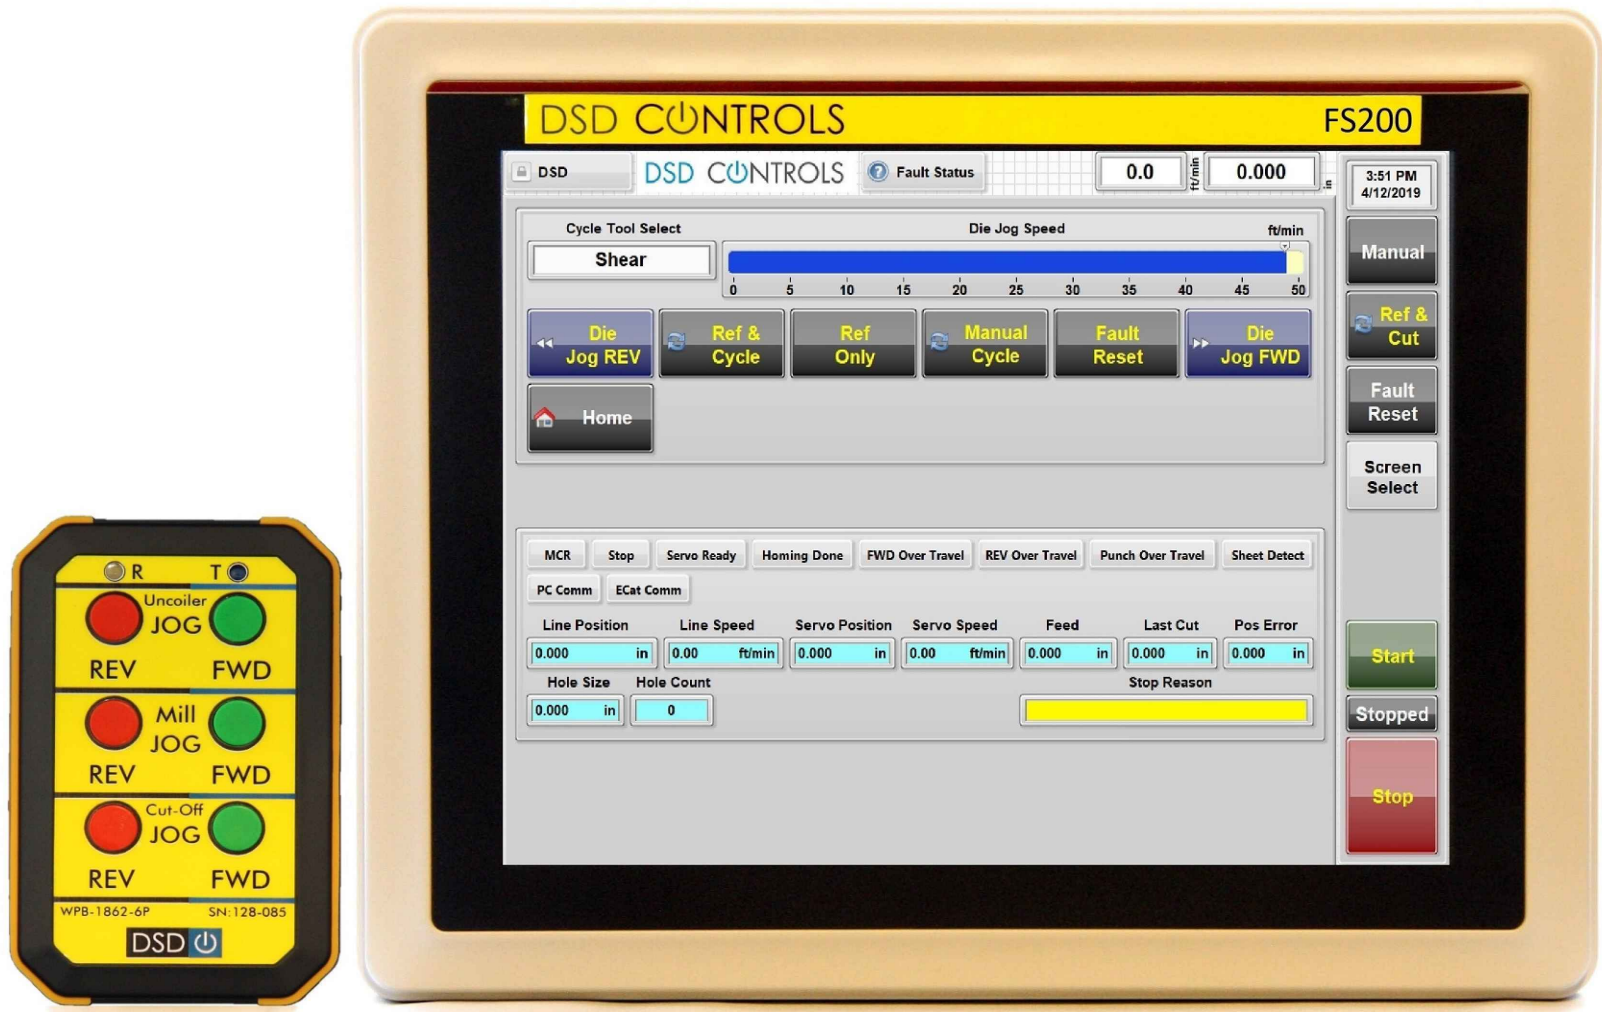 DSD CONTROLS
FS200
DSD
DSD CONTROLS
Fault Status
0.0
ft/min
0.000
in
3:51 PM
4/12/2019
Cycle Tool Select
Die Jog Speed
ft/min
Shear
0 5 10 15 20 25 30 35 40 45 50
Die
Jog REV
Ref &
Cycle
Ref
Only
Manual
Cycle
Fault
Reset
Die
Jog FWD
Home
Manual
Ref &
Cut
Fault
Reset
Screen
Select
MCR
Stop
Servo Ready
Homing Done
FWD Over Travel
REV Over Travel
Punch Over Travel
Sheet Detect
PC Comm
ECat Comm
Line Position
Line Speed
Servo Position
Servo Speed
Feed
Last Cut
Pos Error
0.000 in
0.00 ft/min
0.000 in
0.00 ft/min
0.000 in
0.000 in
0.000 in
Hole Size
Hole Count
Stop Reason
0.000 in
0
Start
Stopped
Stop
R
T
Uncoiler
JOG
REV
FWD
Mill
JOG
REV
FWD
Cut-Off
JOG
REV
FWD
WPB-1862-6P
SN:128-085
DSD